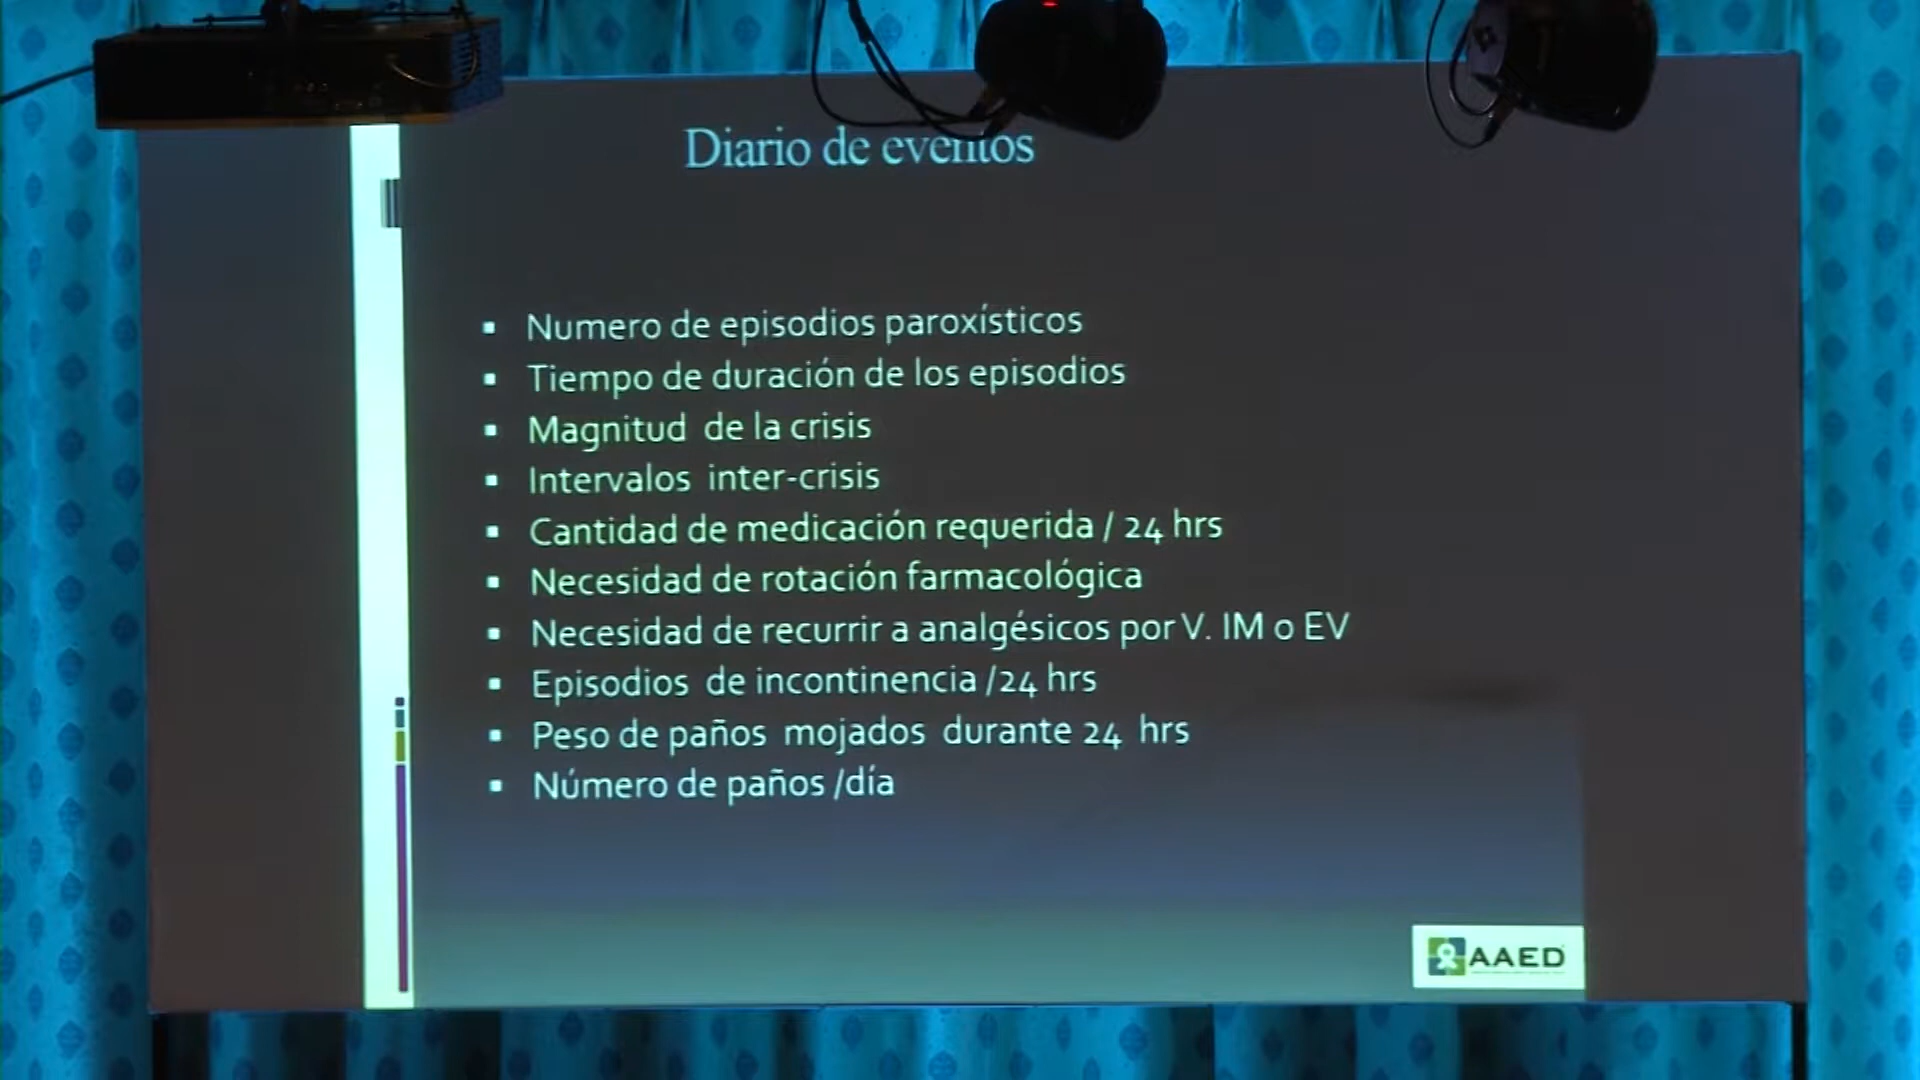 Diario de eventos
▪ Numero de episodios paroxísticos
▪ Tiempo de duración de los episodios
▪ Magnitud de la crisis
▪ Intervalos inter-crisis
▪ Cantidad de medicación requerida / 24 hrs
▪ Necesidad de rotación farmacológica
▪ Necesidad de recurrir a analgésicos por V. IM o EV
▪ Episodios de incontinencia /24 hrs
▪ Peso de paños mojados durante 24 hrs
▪ Número de paños /día
AAED